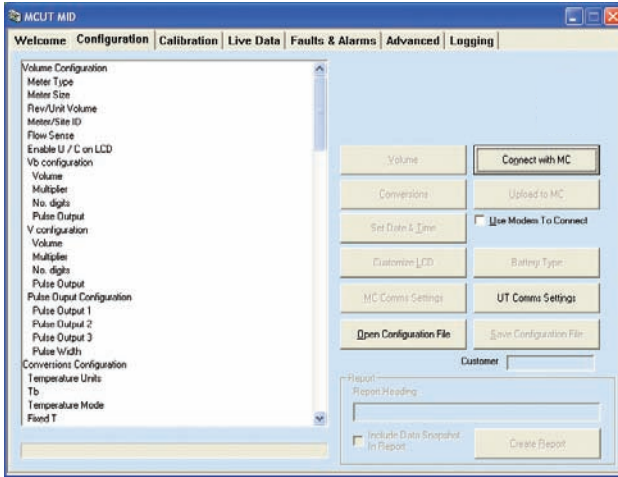 MCUT MID
Welcome Configuration Calibration Live Data Faults & Alarms Advanced Logging
Volume Configuration
Meter Type
Meter Size
Rev/Unit Volume
Meter/Site ID
Flow Sense
Enable U / C on LCD
Vb configuration
Volume
Multiplier
No. digits
Pulse Output
V configuration
Volume
Multiplier
No. digits
Pulse Output
Pulse Ouput Configuration
Pulse Output 1
Pulse Output 2
Pulse Output 3
Pulse Width
Conversions Configuration
Temperature Units
Tb
Temperature Mode
Fixed T
Volume
Connect with MC
Conversions
Upload to MC
Set Date & Time
Use Modem To Connect
Customize LCD
Battery Type
MC Comms Settings
UT Comms Settings
Open Configuration File
Save Configuration File
Customer
Report
Report Heading
Include Data Snapshot
In Report
Create Report